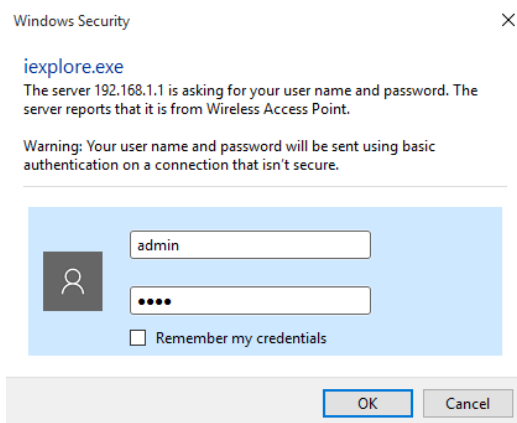 Windows Security
iexplore.exe
The server 192.168.1.1 is asking for your user name and password. The
server reports that it is from Wireless Access Point.
Warning: Your user name and password will be sent using basic
authentication on a connection that isn't secure.
admin
••••
Remember my credentials
OK
Cancel